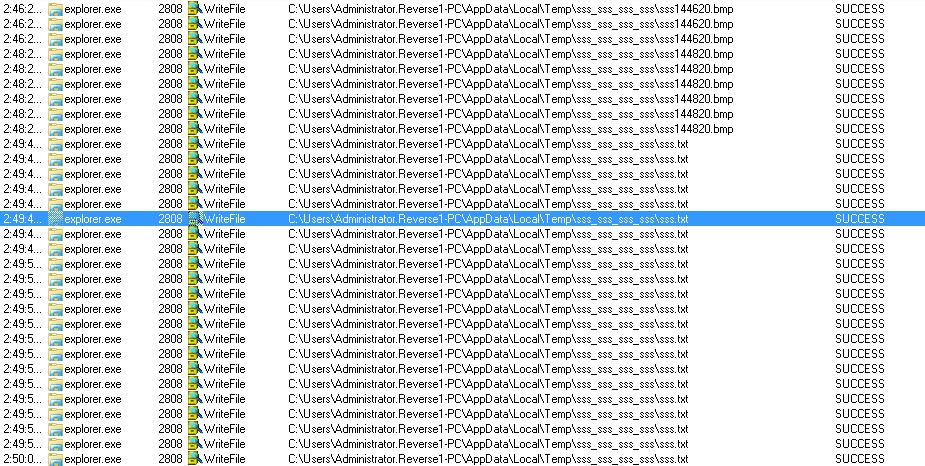 2:46:2... explorer.exe 2808 WriteFile C:\Users\Administrator.Reverse1-PC\AppData\Local\Temp\sss_sss_sss_sss\sss144620.bmp SUCCESS
2:46:2... explorer.exe 2808 WriteFile C:\Users\Administrator.Reverse1-PC\AppData\Local\Temp\sss_sss_sss_sss\sss144620.bmp SUCCESS
2:46:2... explorer.exe 2808 WriteFile C:\Users\Administrator.Reverse1-PC\AppData\Local\Temp\sss_sss_sss_sss\sss144620.bmp SUCCESS
2:48:2... explorer.exe 2808 WriteFile C:\Users\Administrator.Reverse1-PC\AppData\Local\Temp\sss_sss_sss_sss\sss144820.bmp SUCCESS
2:48:2... explorer.exe 2808 WriteFile C:\Users\Administrator.Reverse1-PC\AppData\Local\Temp\sss_sss_sss_sss\sss144820.bmp SUCCESS
2:48:2... explorer.exe 2808 WriteFile C:\Users\Administrator.Reverse1-PC\AppData\Local\Temp\sss_sss_sss_sss\sss144820.bmp SUCCESS
2:48:2... explorer.exe 2808 WriteFile C:\Users\Administrator.Reverse1-PC\AppData\Local\Temp\sss_sss_sss_sss\sss144820.bmp SUCCESS
2:48:2... explorer.exe 2808 WriteFile C:\Users\Administrator.Reverse1-PC\AppData\Local\Temp\sss_sss_sss_sss\sss144820.bmp SUCCESS
2:48:2... explorer.exe 2808 WriteFile C:\Users\Administrator.Reverse1-PC\AppData\Local\Temp\sss_sss_sss_sss\sss144820.bmp SUCCESS
2:49:4... explorer.exe 2808 WriteFile C:\Users\Administrator.Reverse1-PC\AppData\Local\Temp\sss_sss_sss_sss\sss.txt SUCCESS
2:49:4... explorer.exe 2808 WriteFile C:\Users\Administrator.Reverse1-PC\AppData\Local\Temp\sss_sss_sss_sss\sss.txt SUCCESS
2:49:4... explorer.exe 2808 WriteFile C:\Users\Administrator.Reverse1-PC\AppData\Local\Temp\sss_sss_sss_sss\sss.txt SUCCESS
2:49:4... explorer.exe 2808 WriteFile C:\Users\Administrator.Reverse1-PC\AppData\Local\Temp\sss_sss_sss_sss\sss.txt SUCCESS
2:49:4... explorer.exe 2808 WriteFile C:\Users\Administrator.Reverse1-PC\AppData\Local\Temp\sss_sss_sss_sss\sss.txt SUCCESS
2:49:4... explorer.exe 2808 WriteFile C:\Users\Administrator.Reverse1-PC\AppData\Local\Temp\sss_sss_sss_sss\sss.txt SUCCESS
2:49:4... explorer.exe 2808 WriteFile C:\Users\Administrator.Reverse1-PC\AppData\Local\Temp\sss_sss_sss_sss\sss.txt SUCCESS
2:49:4... explorer.exe 2808 WriteFile C:\Users\Administrator.Reverse1-PC\AppData\Local\Temp\sss_sss_sss_sss\sss.txt SUCCESS
2:49:5... explorer.exe 2808 WriteFile C:\Users\Administrator.Reverse1-PC\AppData\Local\Temp\sss_sss_sss_sss\sss.txt SUCCESS
2:49:5... explorer.exe 2808 WriteFile C:\Users\Administrator.Reverse1-PC\AppData\Local\Temp\sss_sss_sss_sss\sss.txt SUCCESS
2:49:5... explorer.exe 2808 WriteFile C:\Users\Administrator.Reverse1-PC\AppData\Local\Temp\sss_sss_sss_sss\sss.txt SUCCESS
2:49:5... explorer.exe 2808 WriteFile C:\Users\Administrator.Reverse1-PC\AppData\Local\Temp\sss_sss_sss_sss\sss.txt SUCCESS
2:49:5... explorer.exe 2808 WriteFile C:\Users\Administrator.Reverse1-PC\AppData\Local\Temp\sss_sss_sss_sss\sss.txt SUCCESS
2:49:5... explorer.exe 2808 WriteFile C:\Users\Administrator.Reverse1-PC\AppData\Local\Temp\sss_sss_sss_sss\sss.txt SUCCESS
2:49:5... explorer.exe 2808 WriteFile C:\Users\Administrator.Reverse1-PC\AppData\Local\Temp\sss_sss_sss_sss\sss.txt SUCCESS
2:49:5... explorer.exe 2808 WriteFile C:\Users\Administrator.Reverse1-PC\AppData\Local\Temp\sss_sss_sss_sss\sss.txt SUCCESS
2:49:5... explorer.exe 2808 WriteFile C:\Users\Administrator.Reverse1-PC\AppData\Local\Temp\sss_sss_sss_sss\sss.txt SUCCESS
2:49:5... explorer.exe 2808 WriteFile C:\Users\Administrator.Reverse1-PC\AppData\Local\Temp\sss_sss_sss_sss\sss.txt SUCCESS
2:49:5... explorer.exe 2808 WriteFile C:\Users\Administrator.Reverse1-PC\AppData\Local\Temp\sss_sss_sss_sss\sss.txt SUCCESS
2:49:5... explorer.exe 2808 WriteFile C:\Users\Administrator.Reverse1-PC\AppData\Local\Temp\sss_sss_sss_sss\sss.txt SUCCESS
2:49:5... explorer.exe 2808 WriteFile C:\Users\Administrator.Reverse1-PC\AppData\Local\Temp\sss_sss_sss_sss\sss.txt SUCCESS
2:50:0... explorer.exe 2808 WriteFile C:\Users\Administrator.Reverse1-PC\AppData\Local\Temp\sss_sss_sss_sss\sss.txt SUCCESS